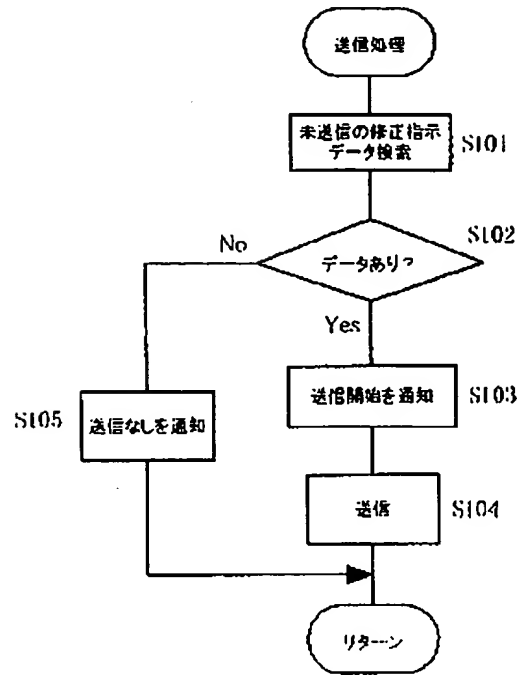 送信処理
未送信の修正指示
データ検索
S101
S102
データあり?
No
Yes
送信開始を通知
S103
S105
送信なしを通知
送信
S104
リターン